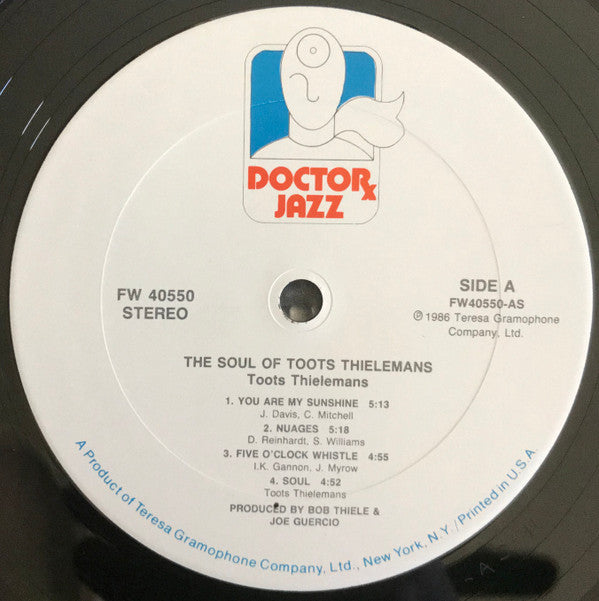 DOCTOR℞
JAZZ
FW 40550
STEREO
SIDE A
FW40550-AS
℗ 1986 Teresa Gramophone
Company, Ltd.
THE SOUL OF TOOTS THIELEMANS
Toots Thielemans
1. YOU ARE MY SUNSHINE 5:13
J. Davis, C. Mitchell
2. NUAGES 5:18
D. Reinhardt, S. Williams
3. FIVE O'CLOCK WHISTLE 4:55
I.K. Gannon, J. Myrow
4. SOUL 4:52
Toots Thielemans
PRODUCED BY BOB THIELE &
JOE GUERCIO
A Product of Teresa Gramophone Company, Ltd., New York, N.Y./Printed in U.S.A
-A-